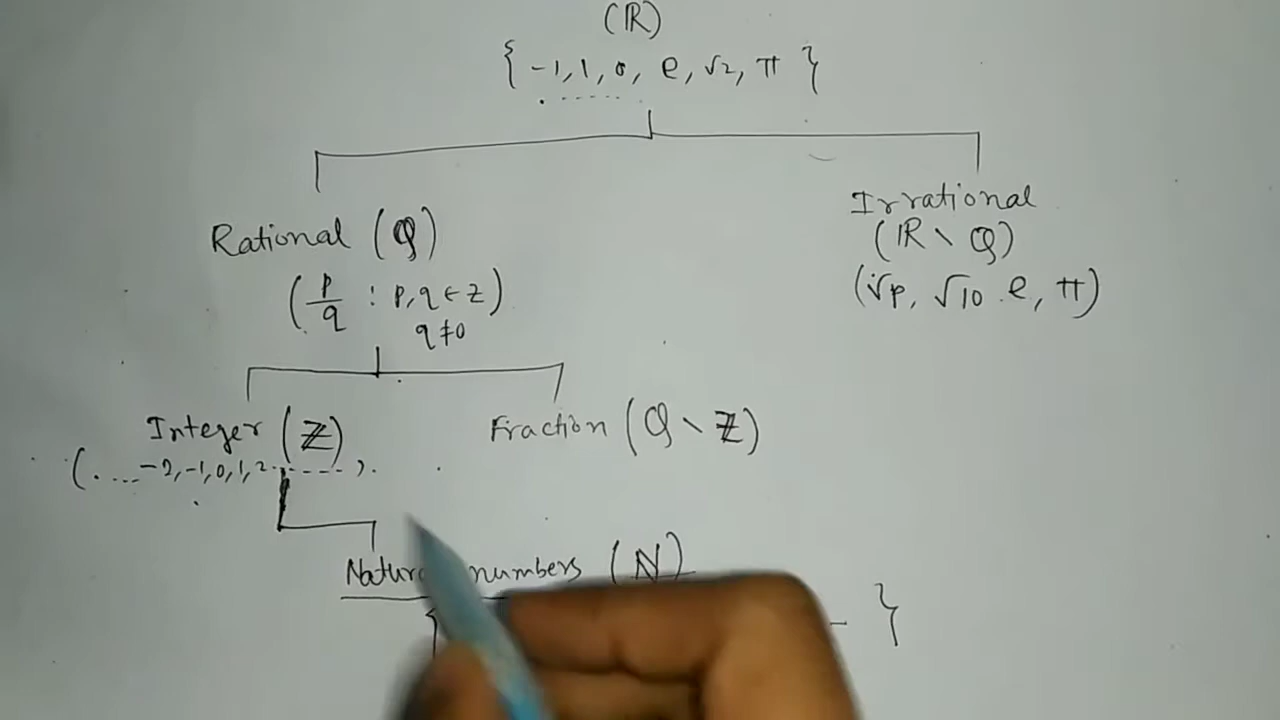 (ℝ)
{ -1, 1, 0, e, √2, π }
Rational (ℚ)
Irrational
(ℝ \ ℚ)
(p/q : p, q ∈ z)
q ≠ 0
(√p, √10 . e, π)
Integer (ℤ)
Fraction (ℚ \ ℤ)
(.... -2, -1, 0, 1, 2 ------ ).
numbers (ℕ)
{ - }